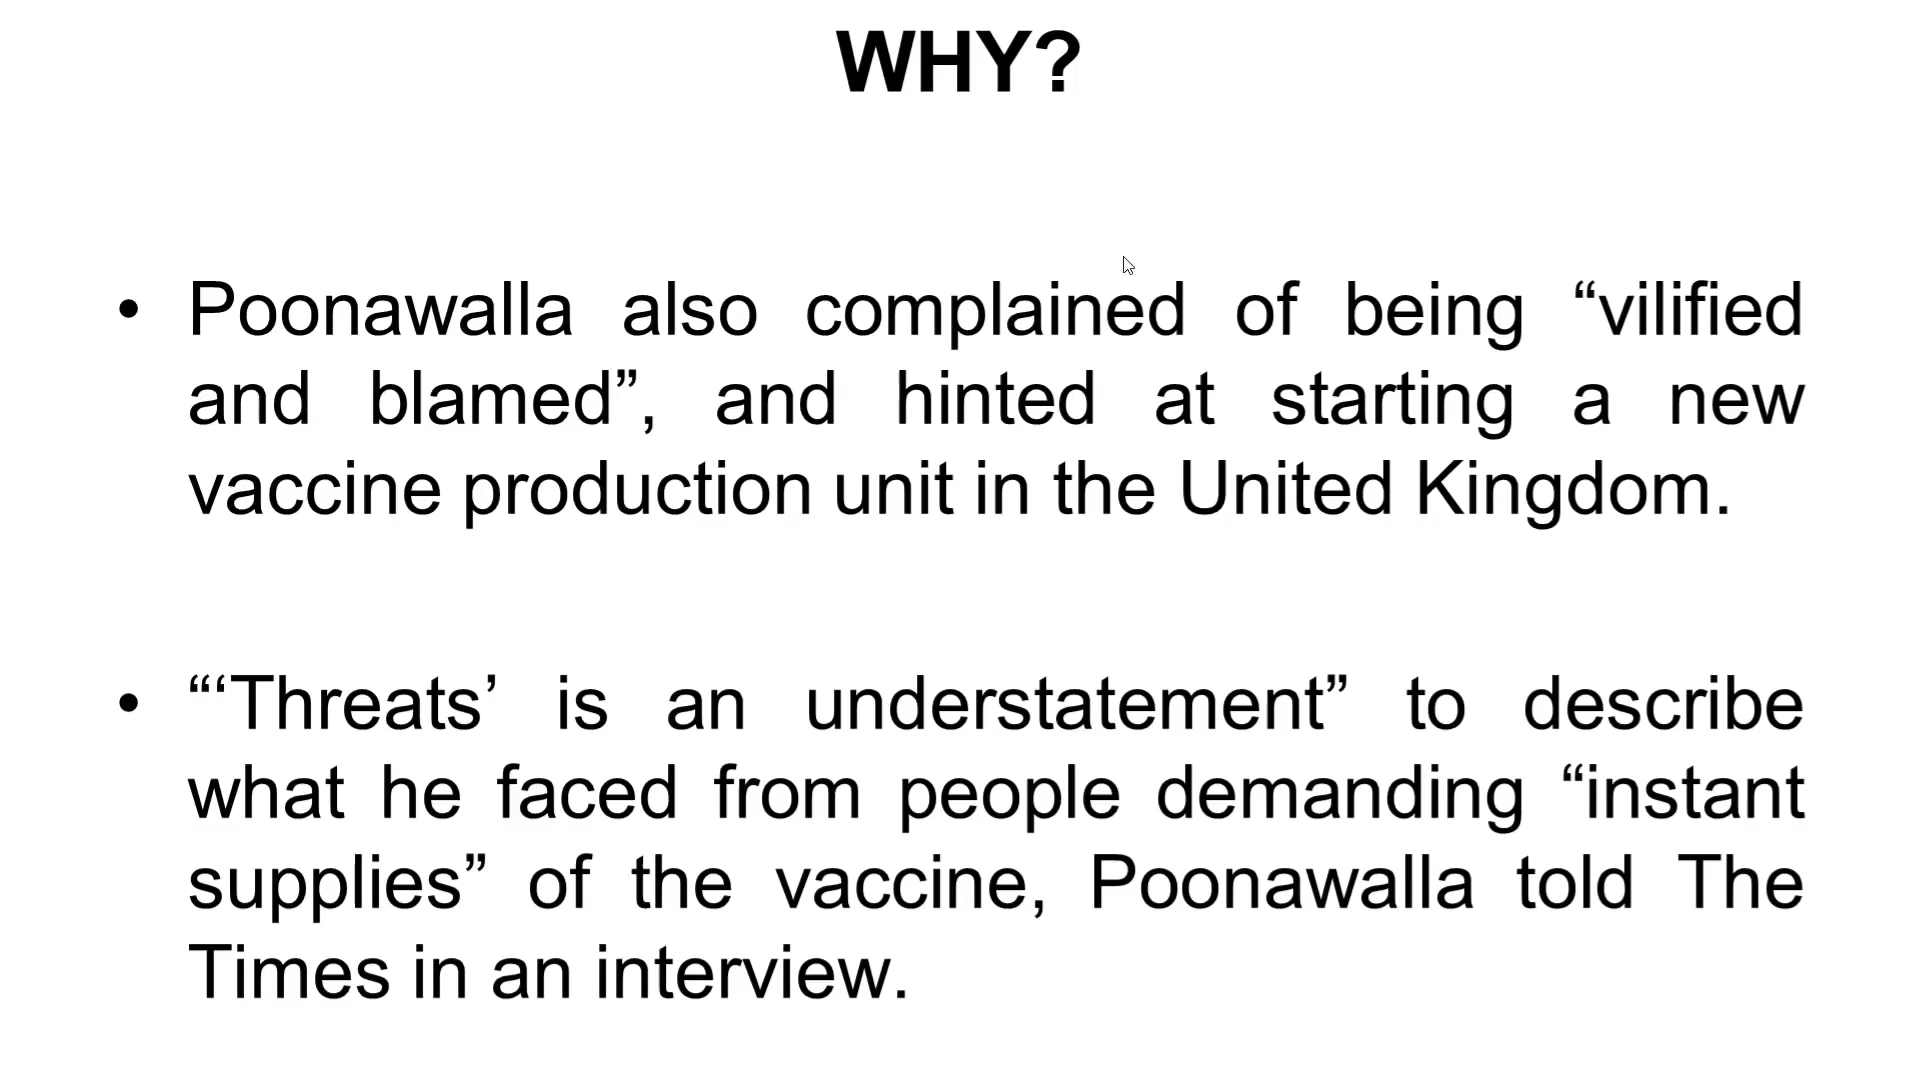 WHY?
• Poonawalla also complained of being “vilified
and blamed”, and hinted at starting a new
vaccine production unit in the United Kingdom.
• “‘Threats’ is an understatement” to describe
what he faced from people demanding “instant
supplies” of the vaccine, Poonawalla told The
Times in an interview.